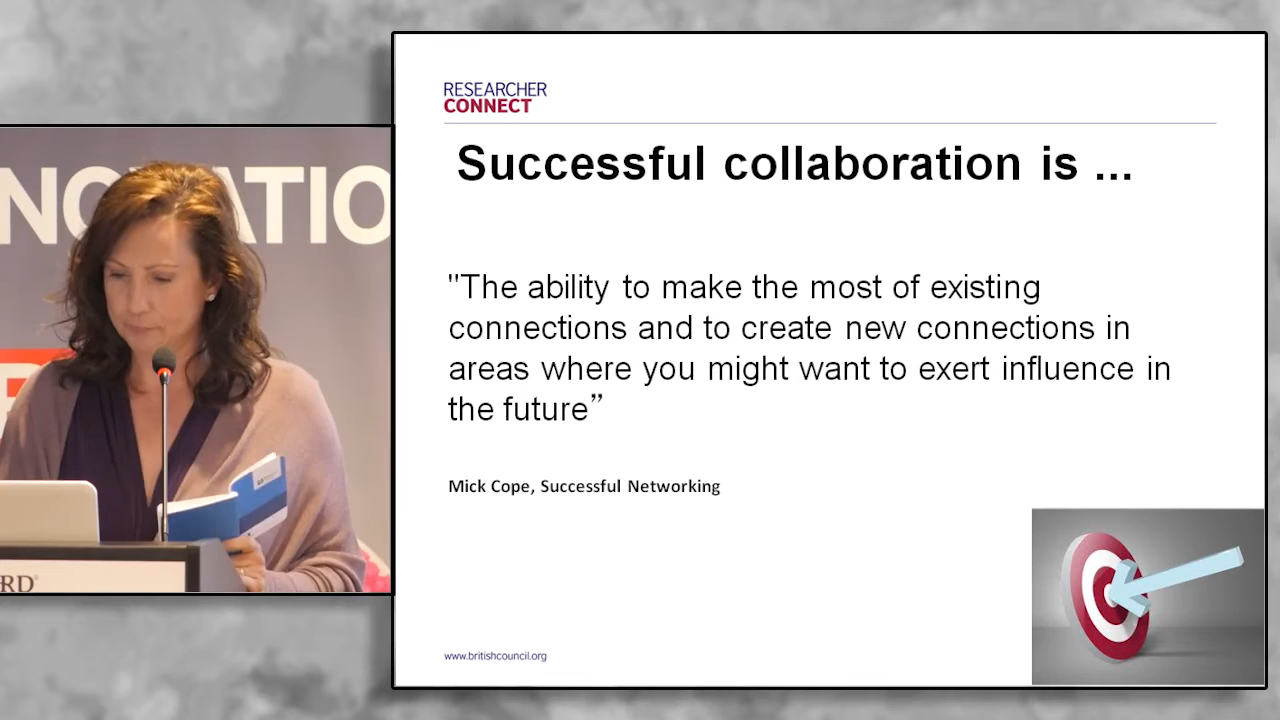 RESEARCHER
CONNECT
Successful collaboration is ...
"The ability to make the most of existing
connections and to create new connections in
areas where you might want to exert influence in
the future”
Mick Cope, Successful Networking
www.britishcouncil.org